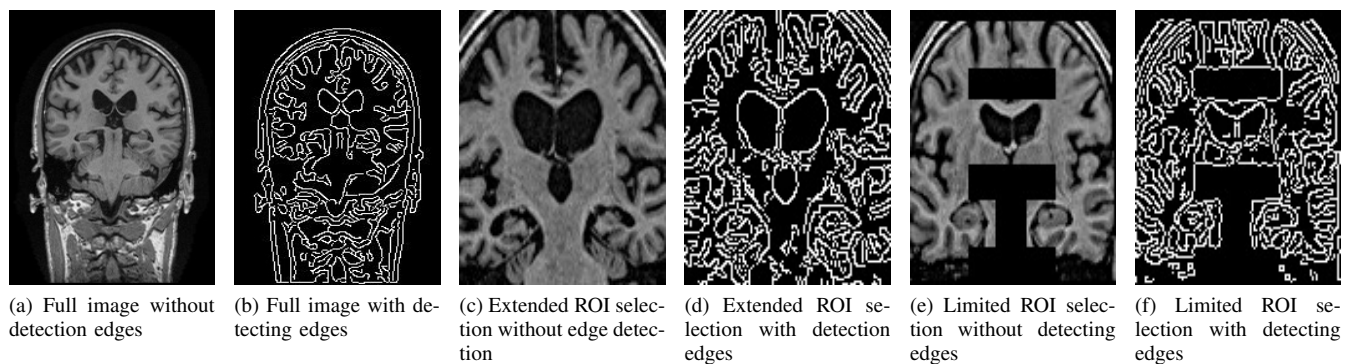 (a) Full image without
detection edges
(b) Full image with de-
tecting edges
(c) Extended ROI selec-
tion without edge detec-
tion
(d) Extended ROI se-
lection with detection
edges
(e) Limited ROI selec-
tion without detecting
edges
(f) Limited ROI se-
lection with detecting
edges